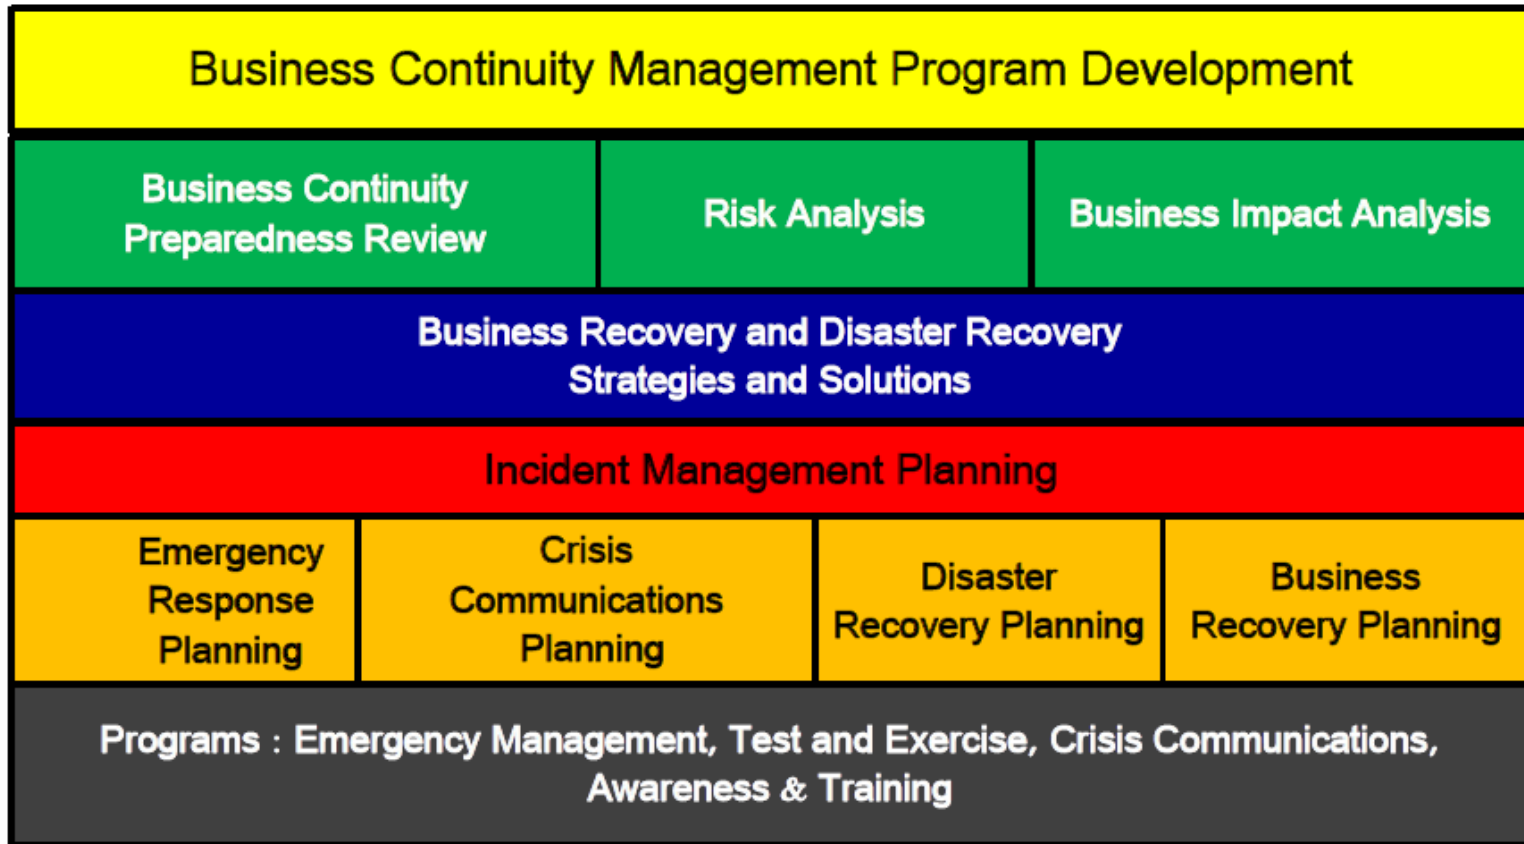 Business Continuity Management Program Development
Business Continuity
Preparedness Review
Risk Analysis
Business Impact Analysis
Business Recovery and Disaster Recovery
Strategies and Solutions
Incident Management Planning
Emergency
Response
Planning
Crisis
Communications
Planning
Disaster
Recovery Planning
Business
Recovery Planning
Programs : Emergency Management, Test and Exercise, Crisis Communications,
Awareness & Training